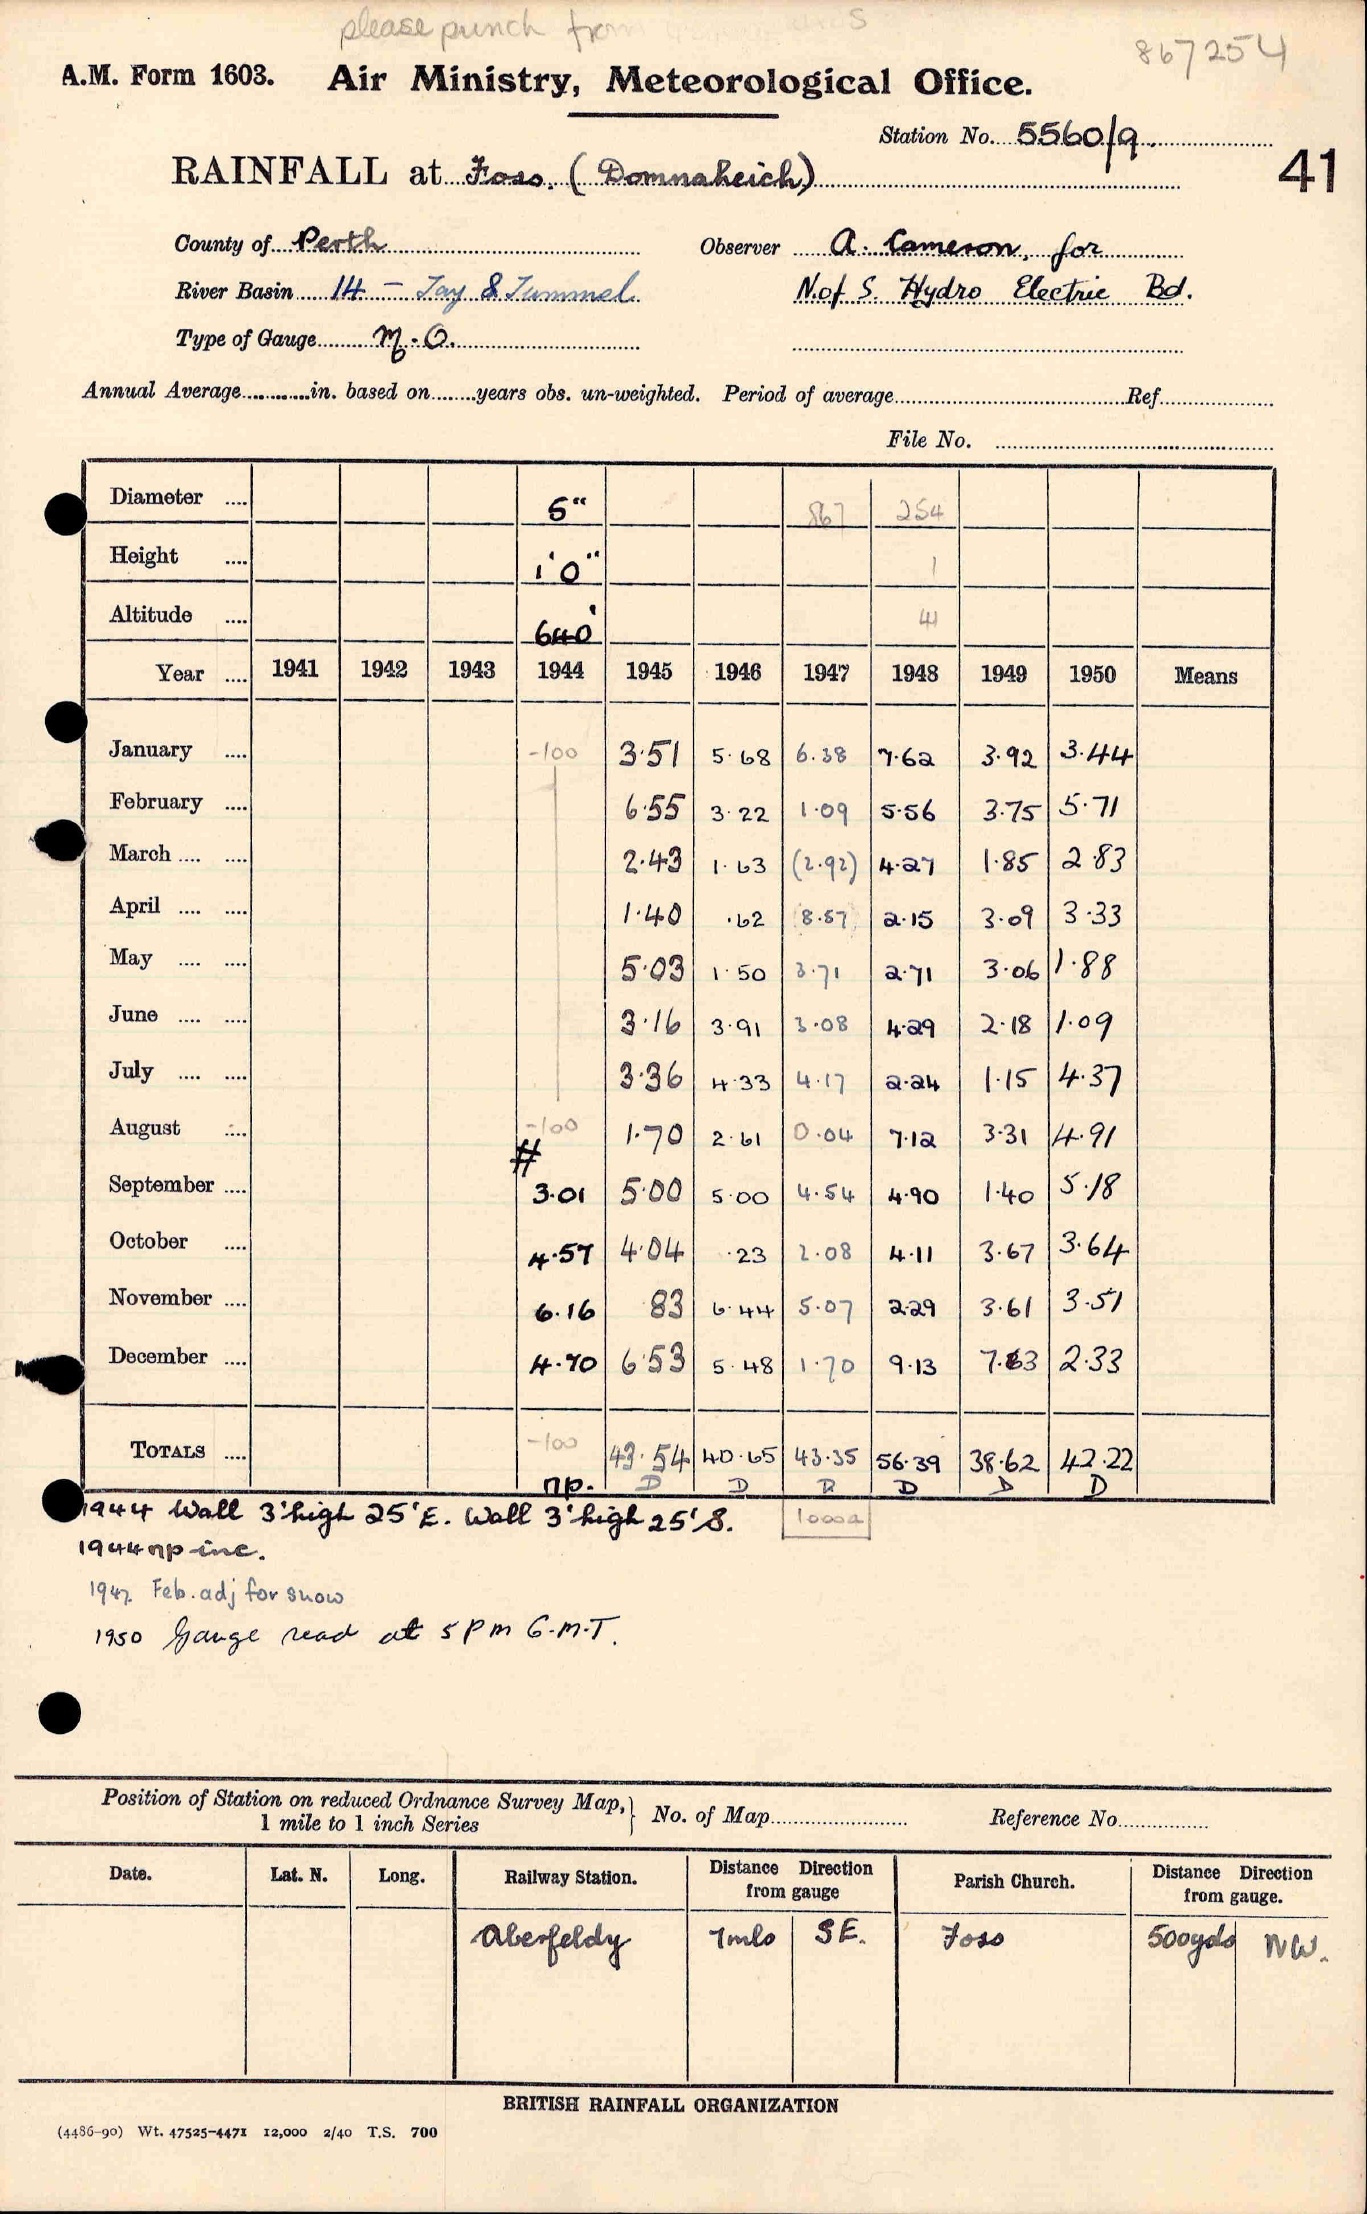 please punch from
867254
A.M. Form 1603. Air Ministry, Meteorological Office.
Station No. 5560/9.
41
RAINFALL at Foss. (Domnaheich)
County of Perth Observer A. Cameron, for
River Basin 14 - Tay & Tummel N.of S. Hydro Electric Bd.
Type of Gauge M.O.
Annual Average............in. based on........years obs. un-weighted. Period of average............Ref............
File No. ............
Diameter .... 5" 867 254
Height .... 1'0" 1
Altitude .... 640' 41
Year .... 1941 1942 1943 1944 1945 1946 1947 1948 1949 1950 Means
January .... -100 3.51 5.68 6.38 7.62 3.92 3.44
February .... 6.55 3.22 1.09 5.56 3.75 5.71
March .... .... 2.43 1.63 (2.92) 4.27 1.85 2.83
April .... .... 1.40 .62 8.57 2.15 3.09 3.33
May .... .... 5.03 1.50 3.71 2.71 3.06 1.88
June .... .... 3.16 3.91 3.08 4.29 2.18 1.09
July .... .... 3.36 4.33 4.17 2.24 1.15 4.37
August .... -100 1.70 2.61 0.04 7.12 3.31 4.91
#
September .... 3.01 5.00 5.00 4.54 4.90 1.40 5.18
October .... 4.57 4.04 .23 2.08 4.11 3.67 3.64
November .... 6.16 83 6.44 5.07 2.29 3.61 3.51
December .... 4.70 6.53 5.48 1.70 9.13 7.63 2.33
TOTALS .... -100 43.54 40.65 43.35 56.39 38.62 42.22
np. D D R D D D
1944 Wall 3' high 25' E. Wall 3' high 25' S.
1944 np inc.
1947. Feb. adj for snow
1950 Gauge read at 5 PM G.M.T.
Position of Station on reduced Ordnance Survey Map, } No. of Map............ Reference No............
1 mile to 1 inch Series
Date. Lat. N. Long. Railway Station. Distance Direction from gauge Parish Church. Distance Direction from gauge.
Aberfeldy 7mls SE. Foss 500yds NW.
BRITISH RAINFALL ORGANIZATION
(4486-90) Wt. 47525-4471 12,000 2/40 T.S. 700